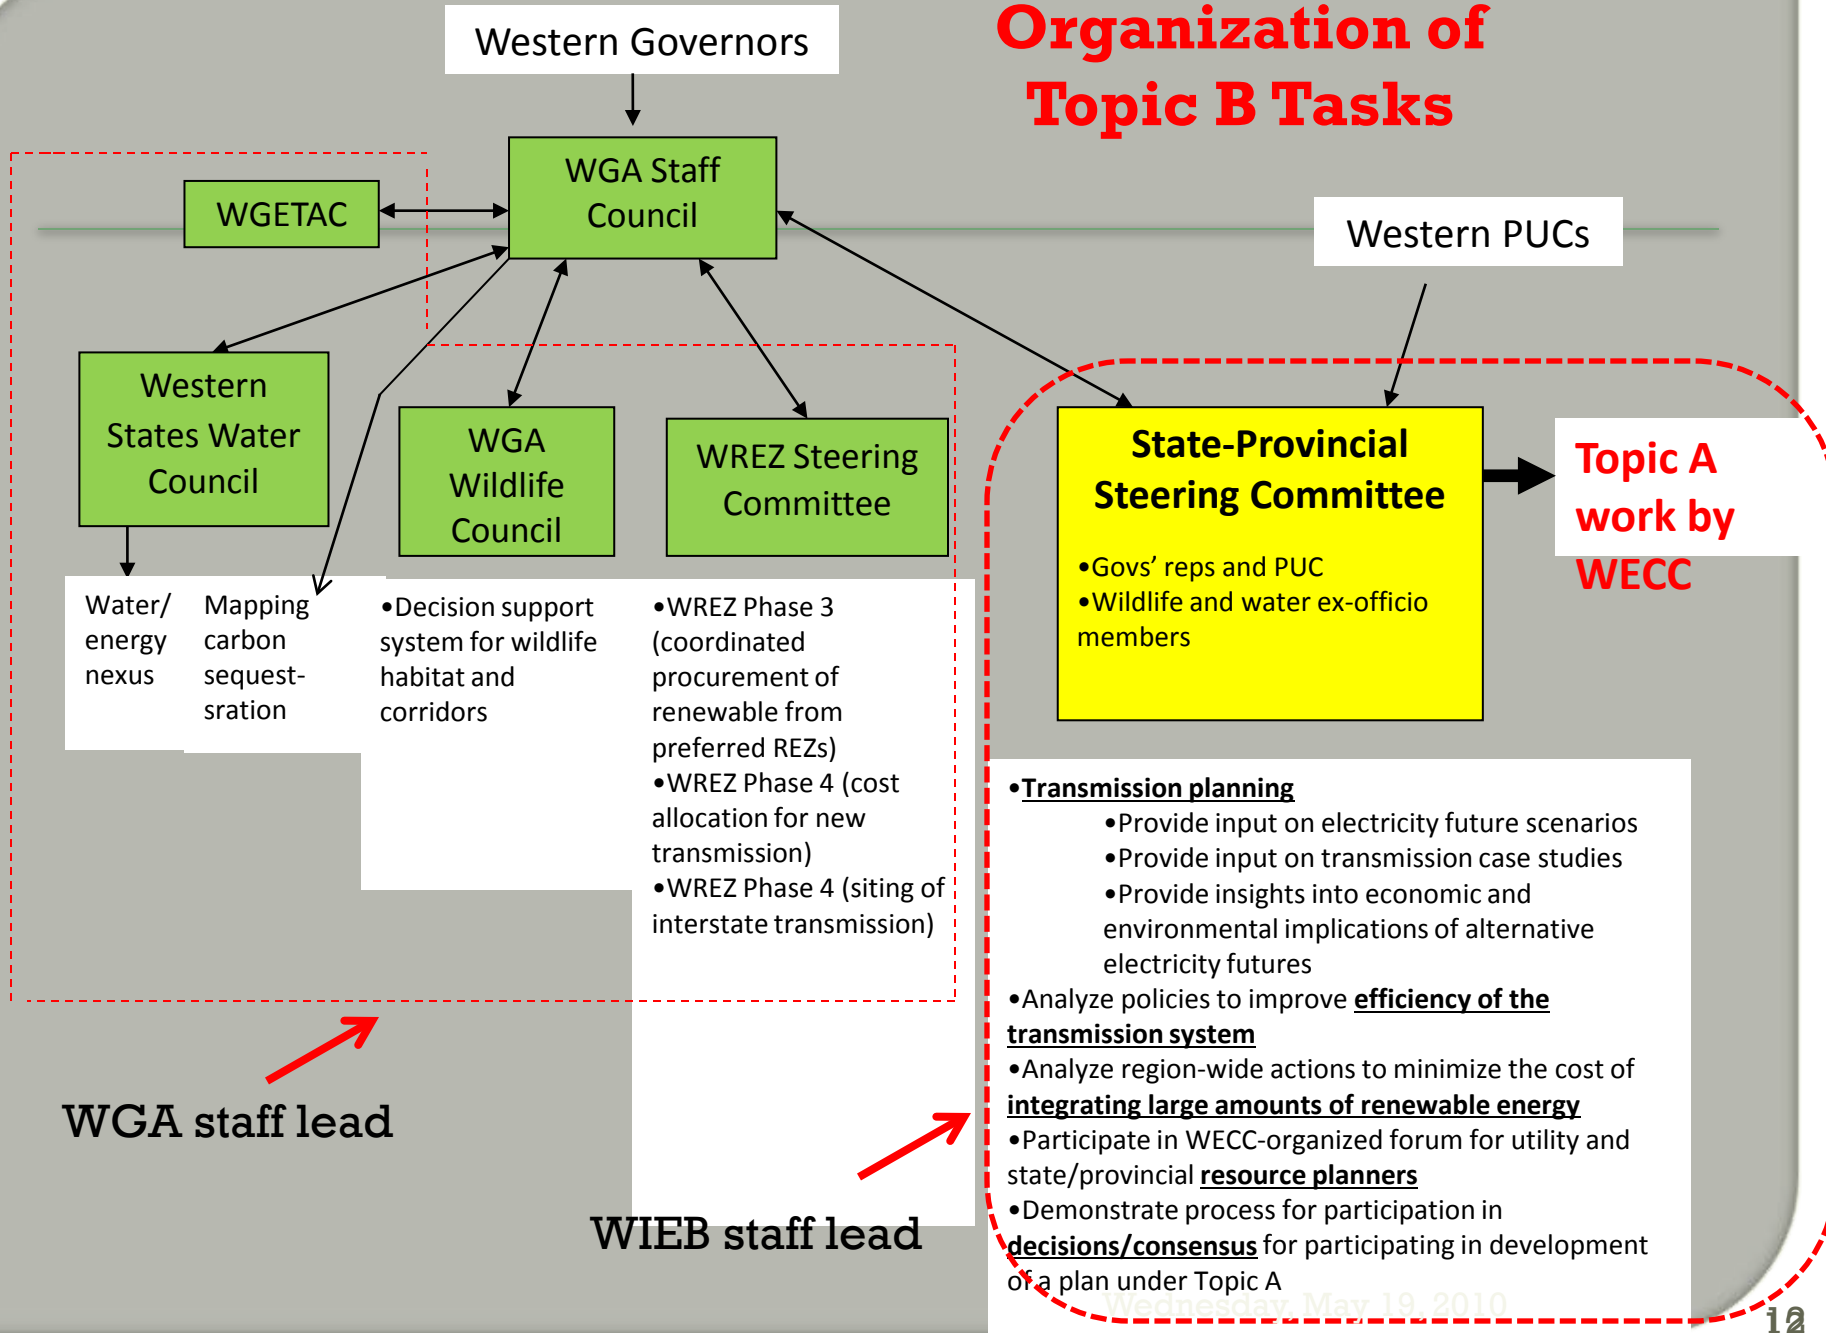 Organization of
Topic B Tasks
Western Governors
WGA Staff
Council
WGETAC
Western PUCs
Western
States Water
Council
WGA
Wildlife
Council
WREZ Steering
Committee
State-Provincial
Steering Committee
•Govs’ reps and PUC
•Wildlife and water ex-officio
members
Topic A
work by
WECC
Water/
energy
nexus
Mapping
carbon
sequest-
sration
•Decision support
system for wildlife
habitat and
corridors
•WREZ Phase 3
(coordinated
procurement of
renewable from
preferred REZs)
•WREZ Phase 4 (cost
allocation for new
transmission)
•WREZ Phase 4 (siting of
interstate transmission)
•Transmission planning
•Provide input on electricity future scenarios
•Provide input on transmission case studies
•Provide insights into economic and
environmental implications of alternative
electricity futures
•Analyze policies to improve efficiency of the
transmission system
•Analyze region-wide actions to minimize the cost of
integrating large amounts of renewable energy
•Participate in WECC-organized forum for utility and
state/provincial resource planners
•Demonstrate process for participation in
decisions/consensus for participating in development
of a plan under Topic A
WGA staff lead
WIEB staff lead
Wednesday, May 19, 2010